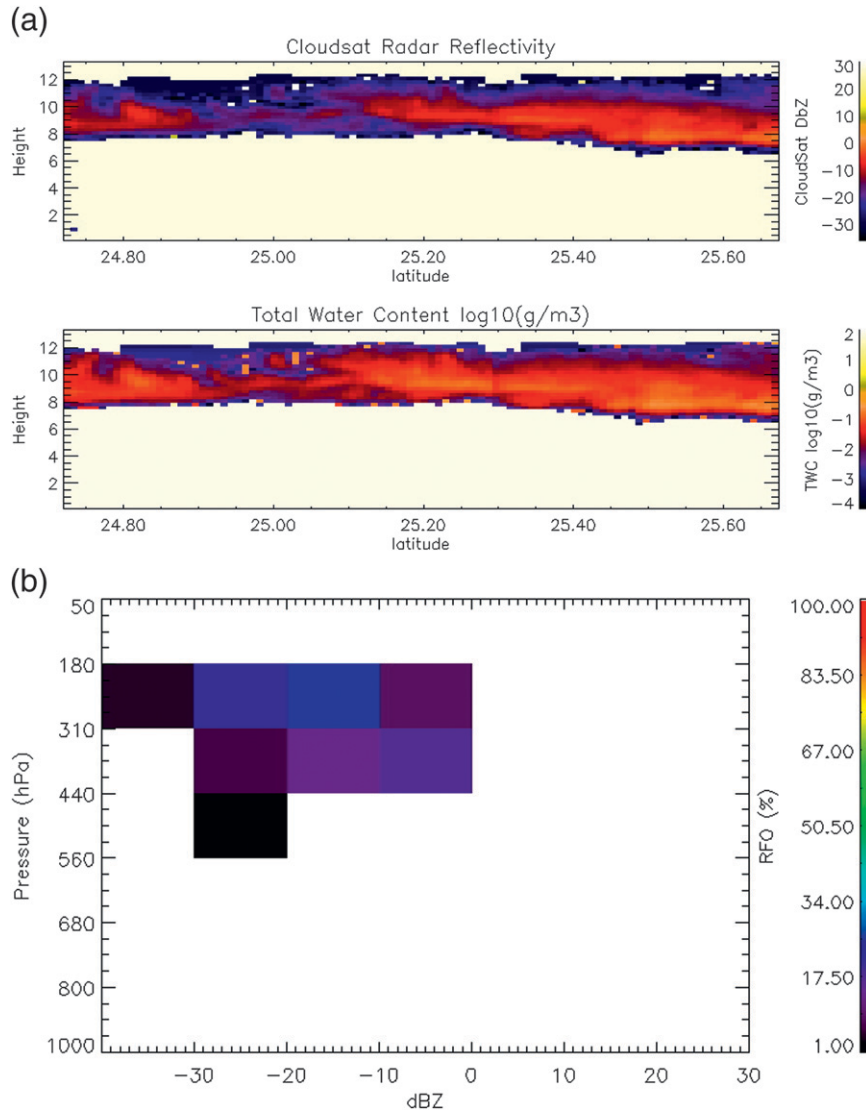 (a)
Cloudsat Radar Reflectivity
12
10
8
6
4
2
Height
24.80 25.00 25.20 25.40 25.60
latitude
30
20
10
0
−10
−20
−30
CloudSat DbZ
Total Water Content log10(g/m3)
12
10
8
6
4
2
Height
24.80 25.00 25.20 25.40 25.60
latitude
2
1
0
−1
−2
−3
−4
TWC log10(g/m3)
(b)
50
180
310
440
560
680
800
1000
Pressure (hPa)
−30 −20 −10 0 10 20 30
dBZ
100.00
83.50
67.00
50.50
34.00
17.50
1.00
RFO (%)